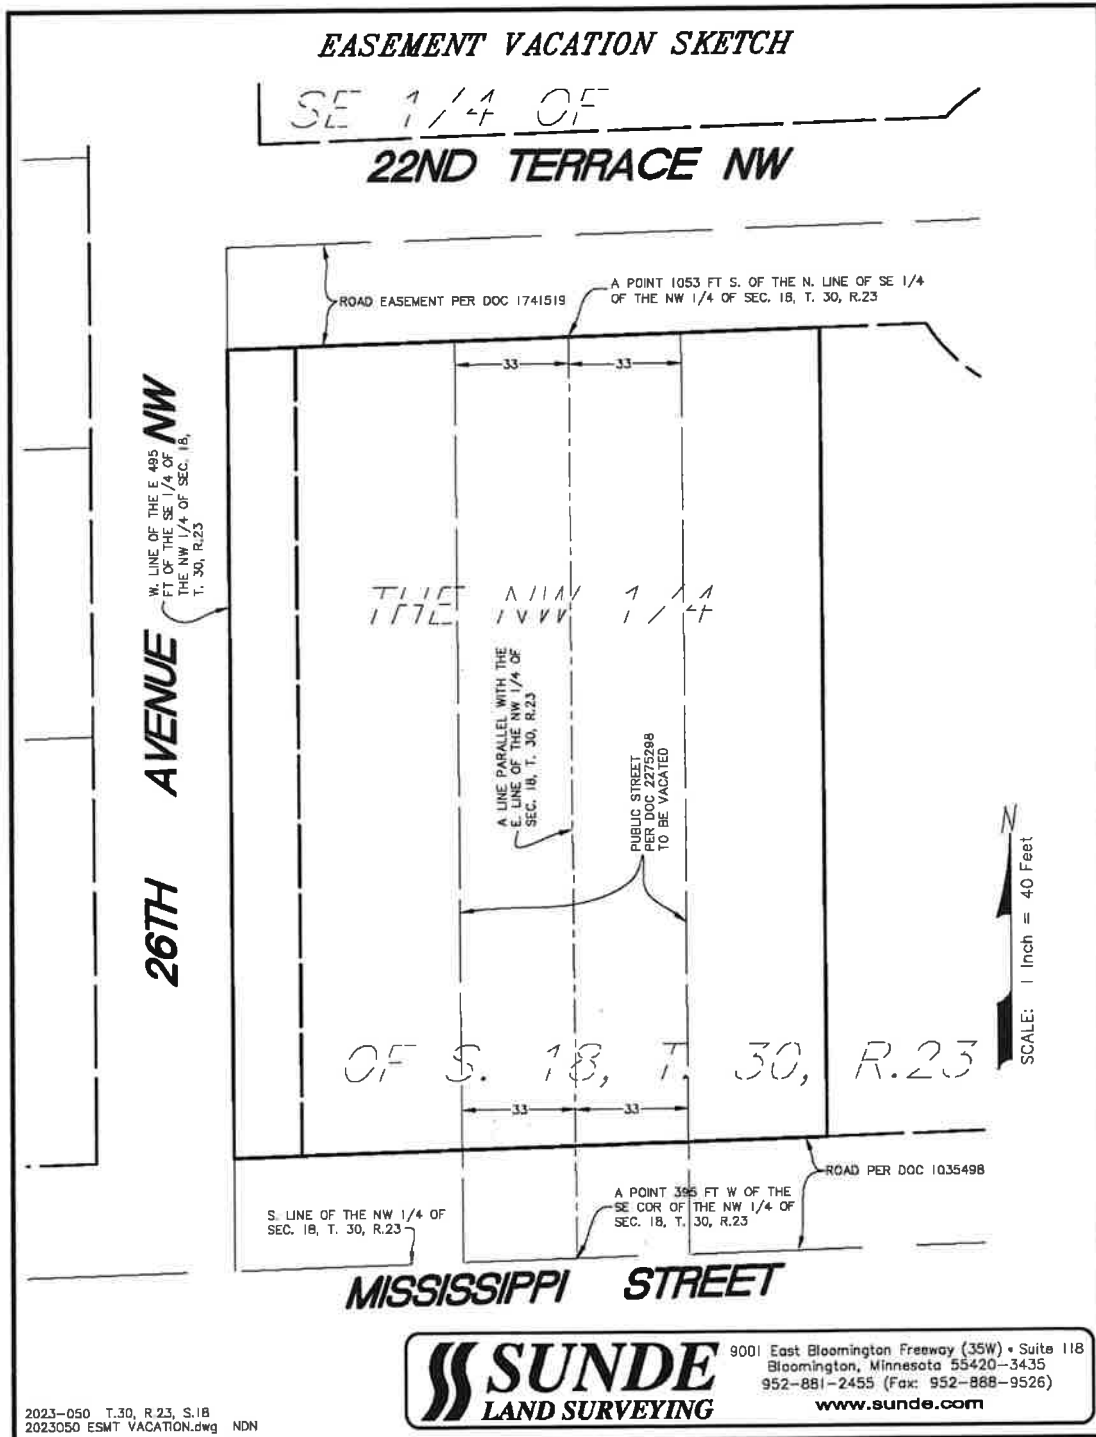 EASEMENT VACATION SKETCH
SE 1/4 OF
22ND TERRACE NW
ROAD EASEMENT PER DOC 1741519
A POINT 1053 FT S. OF THE N. LINE OF SE 1/4
OF THE NW 1/4 OF SEC. 18, T. 30, R.23
33
33
26TH AVENUE NW
W. LINE OF THE E 495
FT OF THE SE 1/4 OF
THE NW 1/4 OF SEC. 18,
T. 30, R.23
THE NW 1/4
A LINE PARALLEL WITH THE
E. LINE OF THE NW 1/4 OF
SEC. 18, T. 30, R.23
PUBLIC STREET
PER DOC 2275298
TO BE VACATED
N
SCALE: 1 Inch = 40 Feet
OF S. 18, T. 30, R.23
33
33
ROAD PER DOC 1035498
A POINT 395 FT W OF THE
SE COR OF THE NW 1/4 OF
SEC. 18, T. 30, R.23
S. LINE OF THE NW 1/4 OF
SEC. 18, T. 30, R.23
MISSISSIPPI STREET
SUNDE
LAND SURVEYING
9001 East Bloomington Freeway (35W) • Suite 118
Bloomington, Minnesota 55420-3435
952-881-2455 (Fax: 952-888-9526)
www.sunde.com
2023-050 T.30, R.23, S.18
2023050 ESMT VACATION.dwg NDN